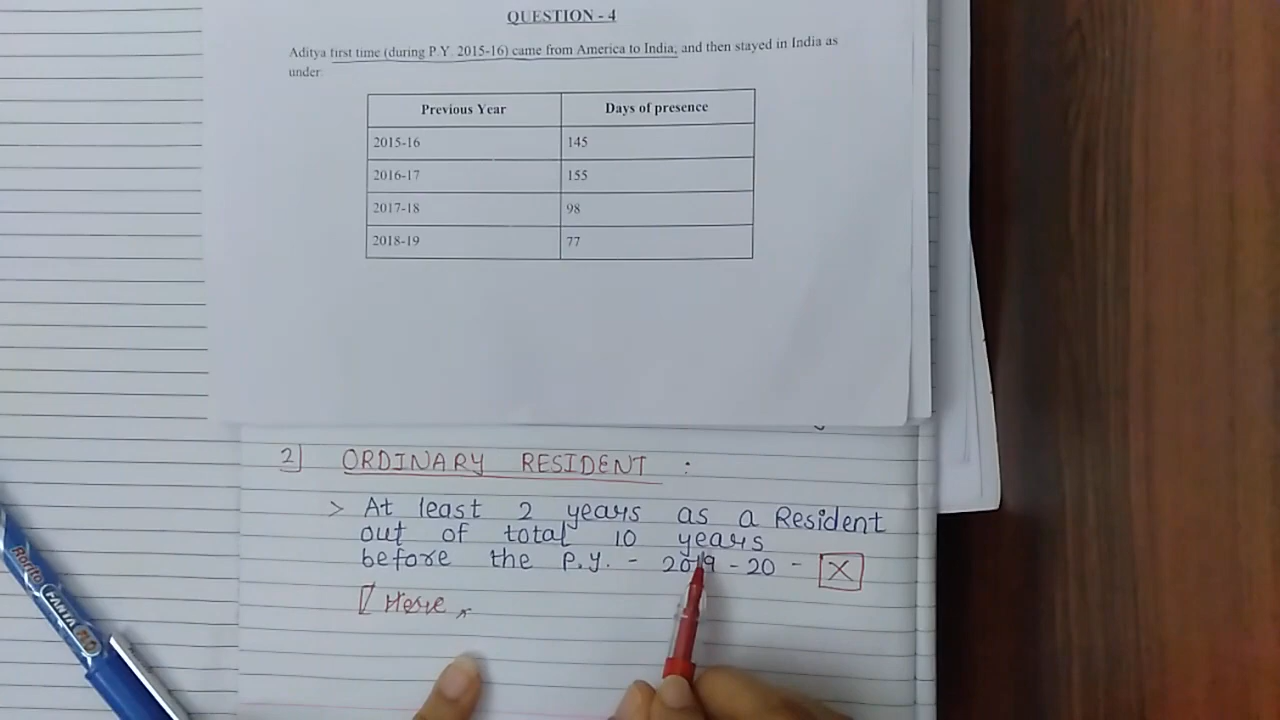 QUESTION - 4
Aditya first time (during P.Y. 2015-16) came from America to India, and then stayed in India as
under:
Previous Year Days of presence
2015-16 145
2016-17 155
2017-18 98
2018-19 77
2] ORDINARY RESIDENT :
> At least 2 years as a Resident
out of total 10 years
before the P.y. - 2019 - 20 - X
[ Here,
Rorito FANTA